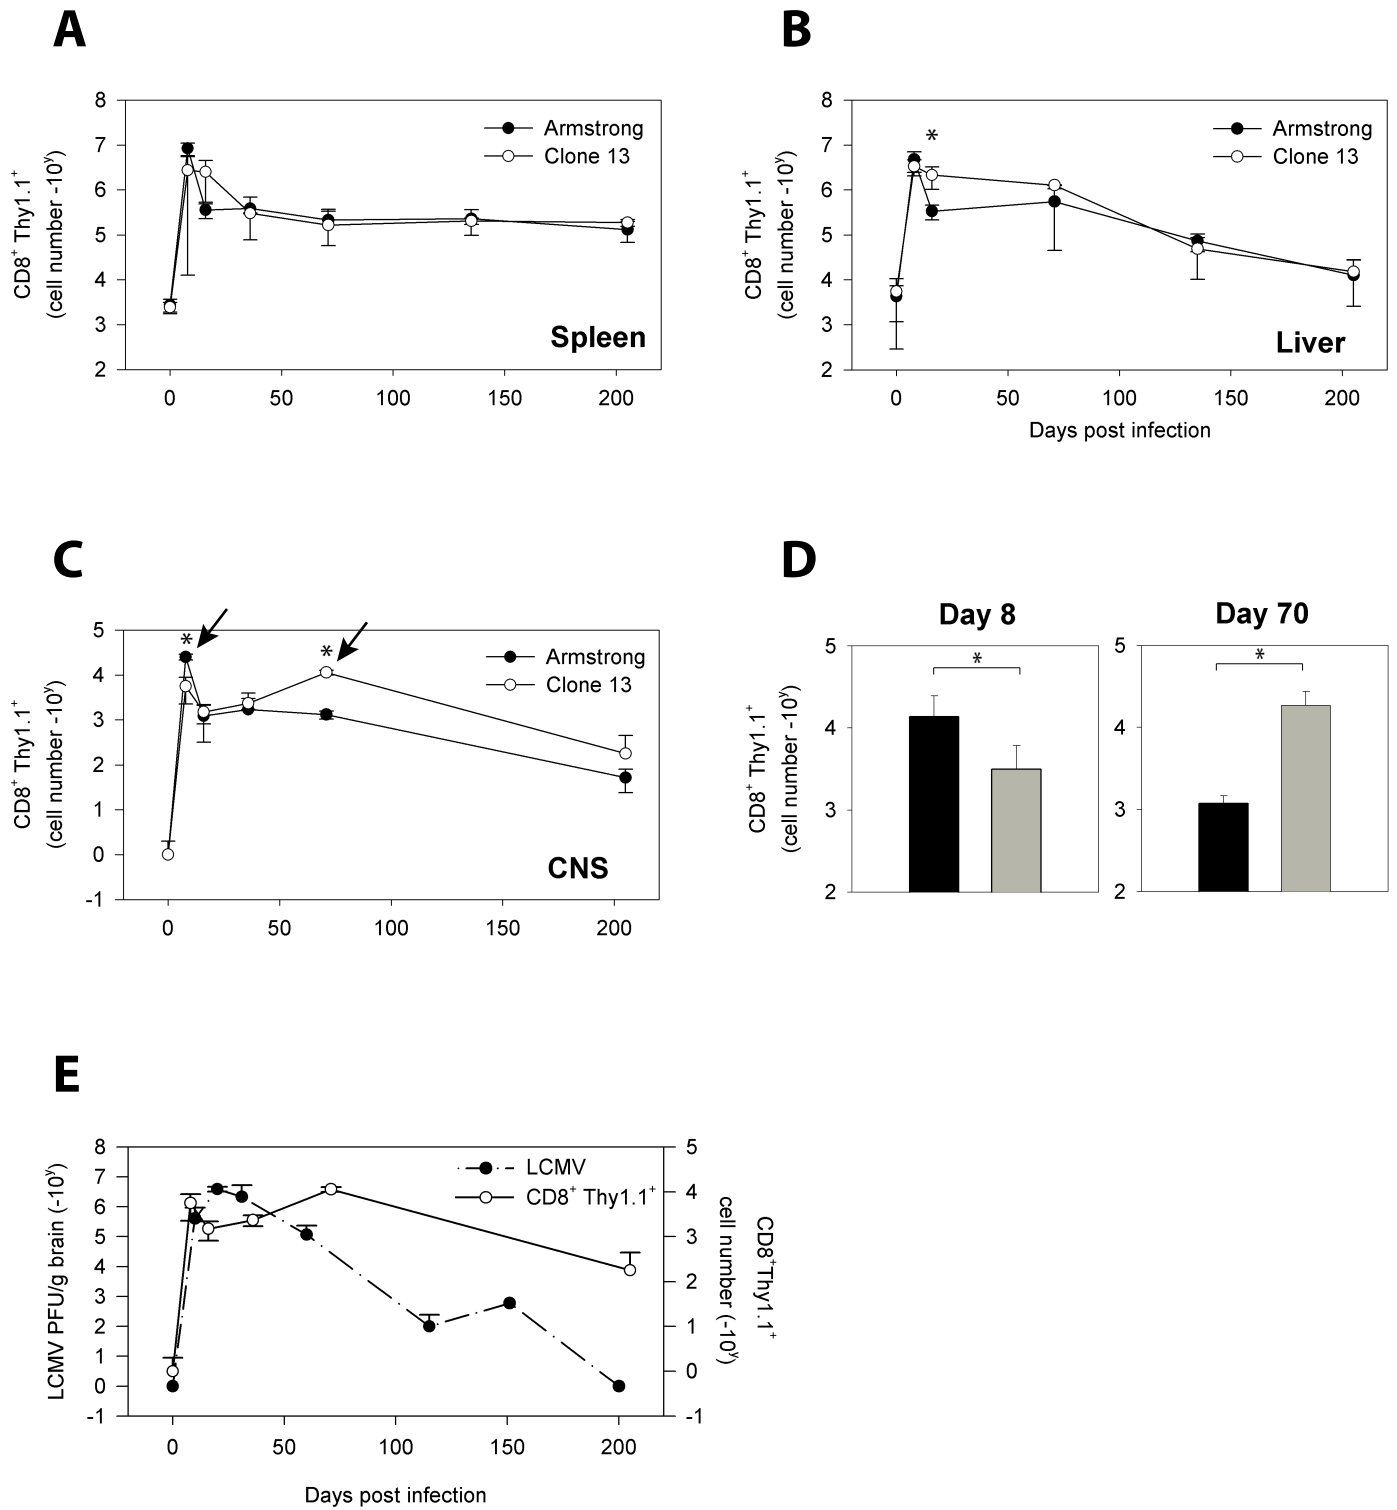 A
8
7
6
5
4
3
2
CD8+ Thy1.1+
(cell number -10y)
Armstrong
Clone 13
Spleen
0 50 100 150 200
B
8
7
6
5
4
3
2
CD8+ Thy1.1+
(cell number -10y)
*
Armstrong
Clone 13
Liver
0 50 100 150 200
Days post infection
C
5
4
3
2
1
0
-1
CD8+ Thy1.1+
(cell number -10y)
* *
Armstrong
Clone 13
CNS
0 50 100 150 200
D
Day 8
5
4
3
2
CD8+ Thy1.1+
(cell number -10y)
*
Day 70
5
4
3
2
*
E
8
7
6
5
4
3
2
1
0
-1
LCMV PFU/g brain (-10y)
LCMV
CD8+ Thy1.1+
5
4
3
2
1
0
-1
CD8+Thy1.1+
cell number (-10y)
0 50 100 150 200
Days post infection